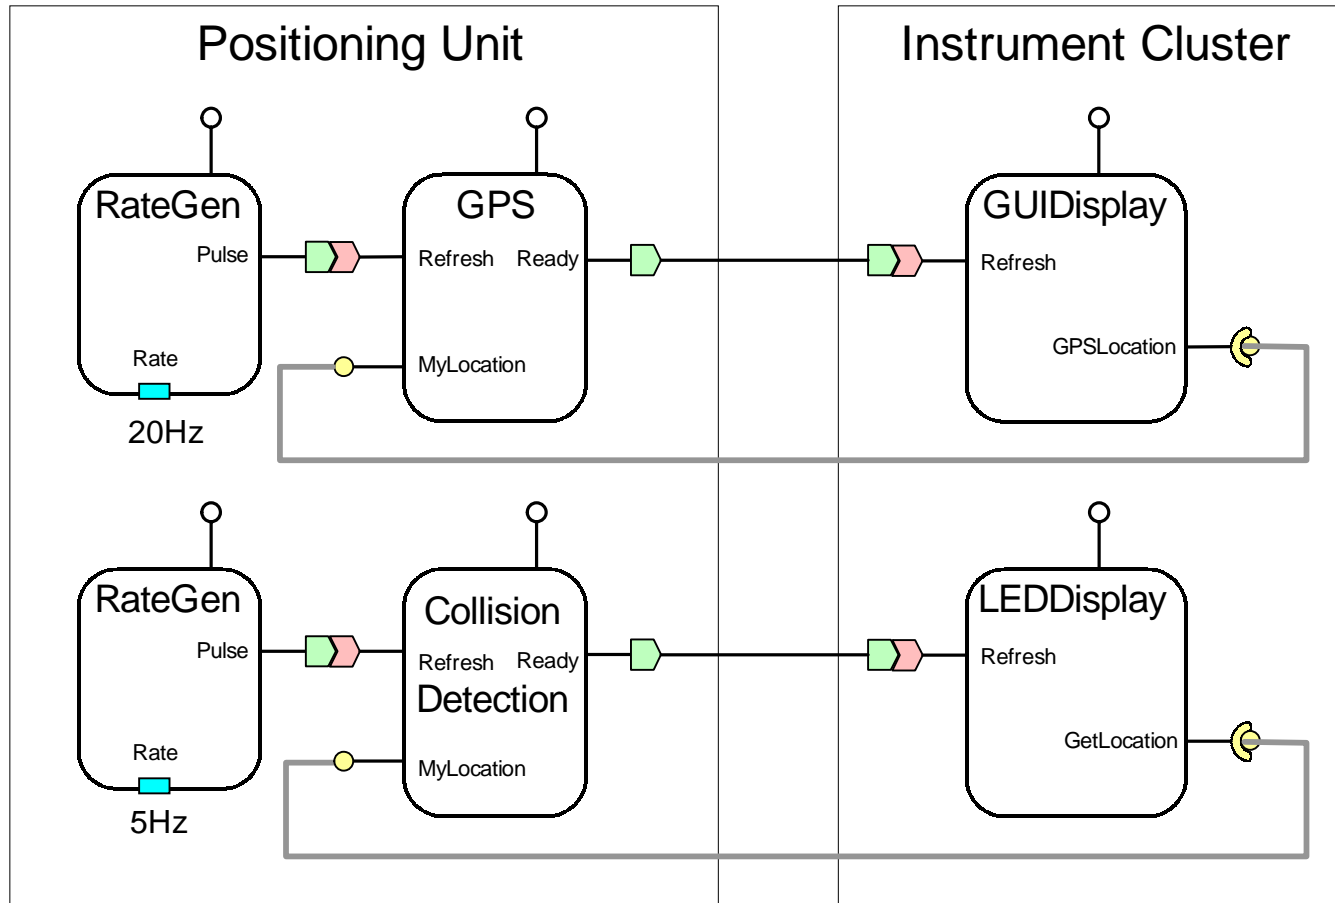 Positioning Unit
Instrument Cluster
RateGen
GPS
GUIDisplay
Pulse
Refresh
Ready
Refresh
Rate
MyLocation
GPSLocation
20Hz
RateGen
Collision
LEDDisplay
Pulse
Refresh
Ready
Refresh
Detection
Rate
MyLocation
GetLocation
5Hz